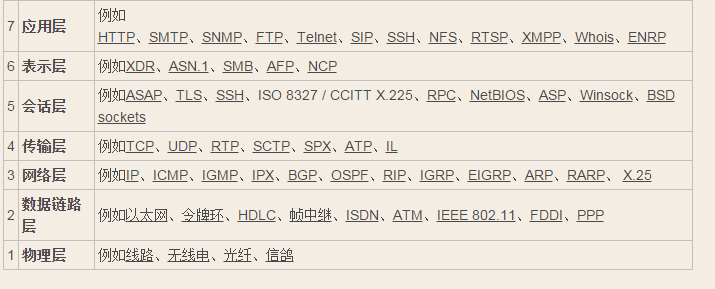 7 应用层 例如
HTTP、SMTP、SNMP、FTP、Telnet、SIP、SSH、NFS、RTSP、XMPP、Whois、ENRP
6 表示层 例如XDR、ASN.1、SMB、AFP、NCP
5 会话层 例如ASAP、TLS、SSH、ISO 8327 / CCITT X.225、RPC、NetBIOS、ASP、Winsock、BSD
sockets
4 传输层 例如TCP、UDP、RTP、SCTP、SPX、ATP、IL
3 网络层 例如IP、ICMP、IGMP、IPX、BGP、OSPF、RIP、IGRP、EIGRP、ARP、RARP、 X.25
2 数据链路
层 例如以太网、令牌环、HDLC、帧中继、ISDN、ATM、IEEE 802.11、FDDI、PPP
1 物理层 例如线路、无线电、光纤、信鸽